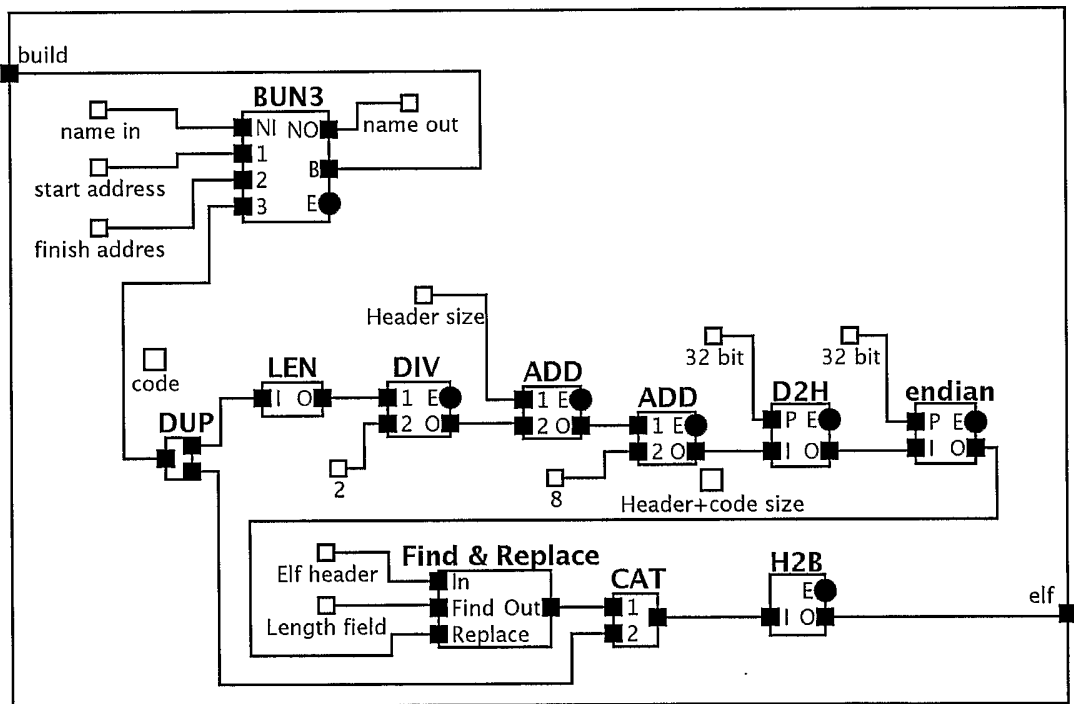 build
BUN3
name in
NI NO
name out
1
start address
2
B
3
E
finish addres
Header size
code
LEN
I O
DIV
1 E
2 O
2
ADD
1 E
2 O
ADD
1 E
2 O
8
32 bit
D2H
P E
I O
32 bit
endian
P E
I O
DUP
Header+code size
Find & Replace
Elf header
In
Find Out
Length field
Replace
CAT
1
2
H2B
E
I O
elf